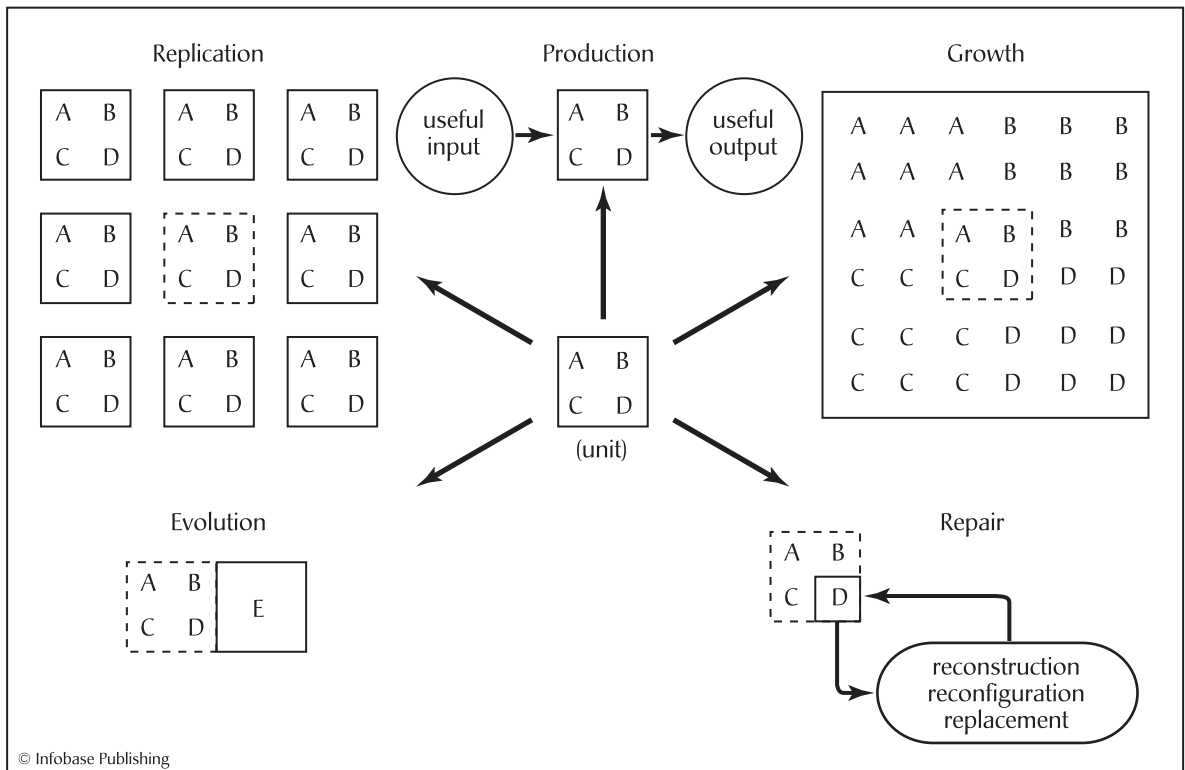 Replication
A B
C D
A B
C D
A B
C D
A B
C D
A B
C D
A B
C D
A B
C D
A B
C D
A B
C D
Production
useful
input
A B
C D
useful
output
Growth
A A A B B B
A A A B B B
A A A B B B
C C C D D D
C C C D D D
C C C D D D
A B
C D
(unit)
Evolution
A B
C D
E
Repair
A B
C D
reconstruction
reconfiguration
replacement
© Infobase Publishing